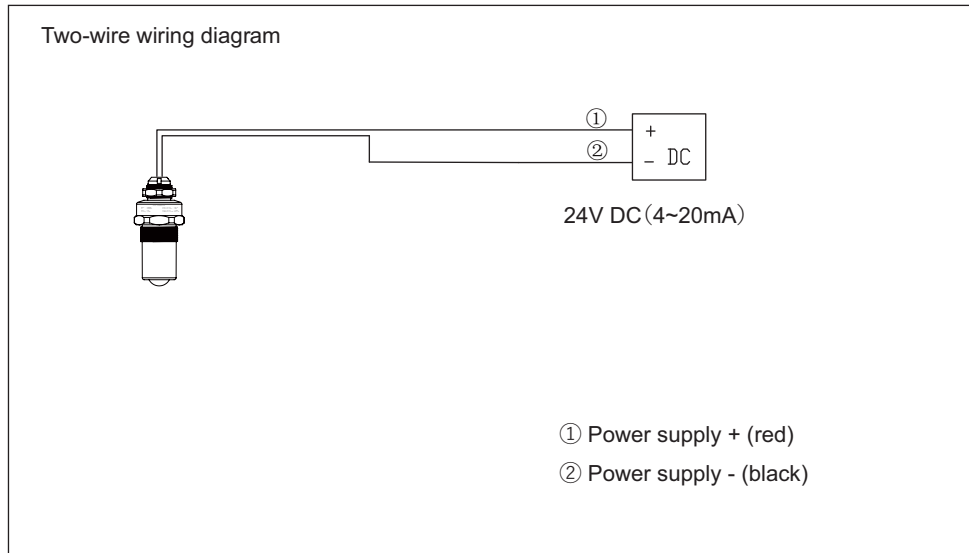 Two-wire wiring diagram
①
+
②
− DC
24V DC（4~20mA）
① Power supply + (red)
② Power supply - (black)